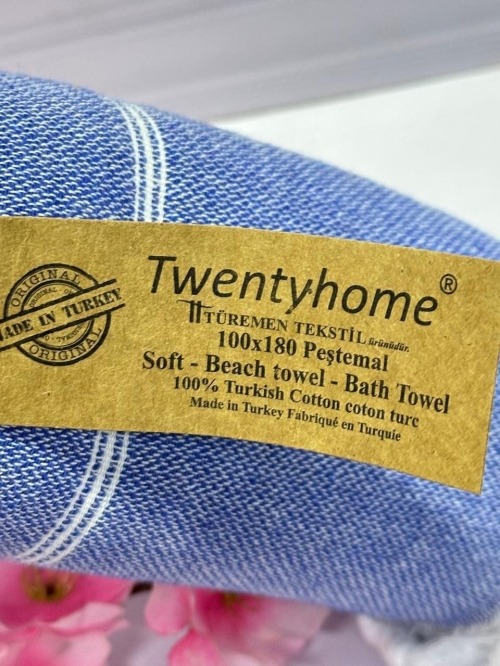 ORIGINAL
MADE IN TURKEY
ORIGINAL
Twentyhome®
TÜREMEN TEKSTİL ürünüdür.
100x180 Peştemal
Soft - Beach towel - Bath Towel
100% Turkish Cotton coton turc
Made in Turkey Fabriqué en Turquie